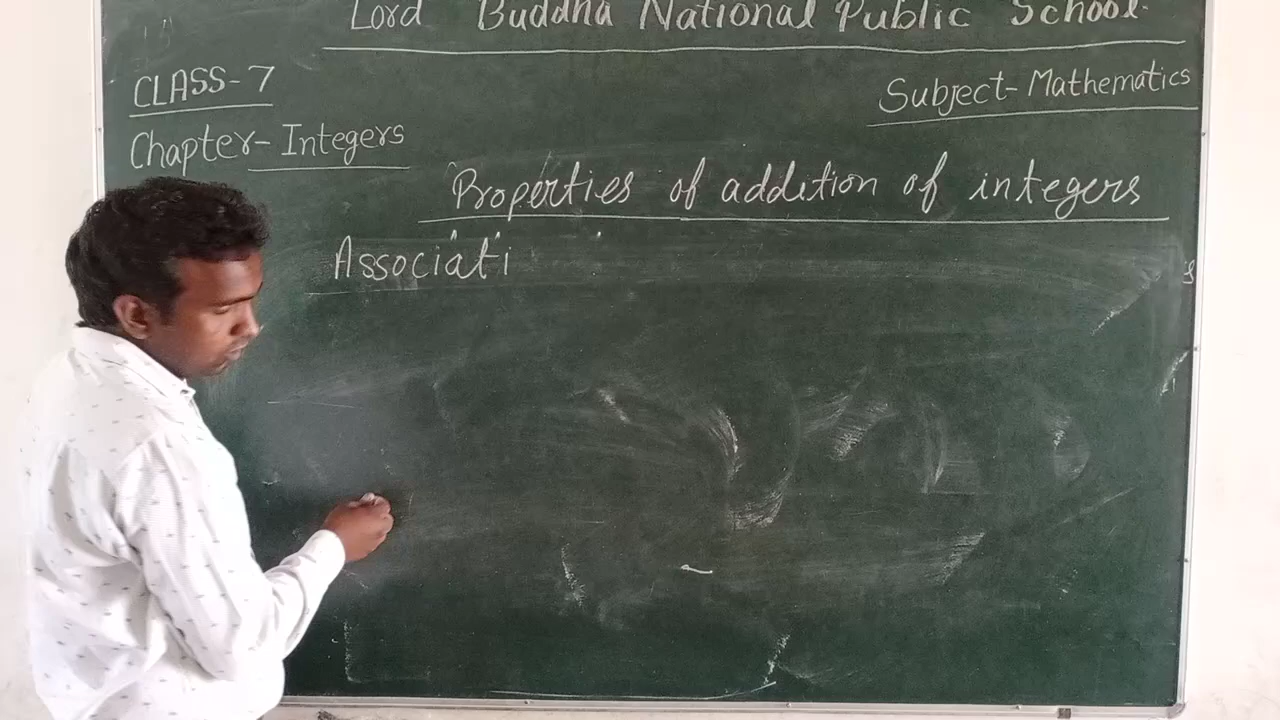 Lord Buddha National Public School.
CLASS-7
Subject-Mathematics
Chapter-Integers
Properties of addition of integers
Associati